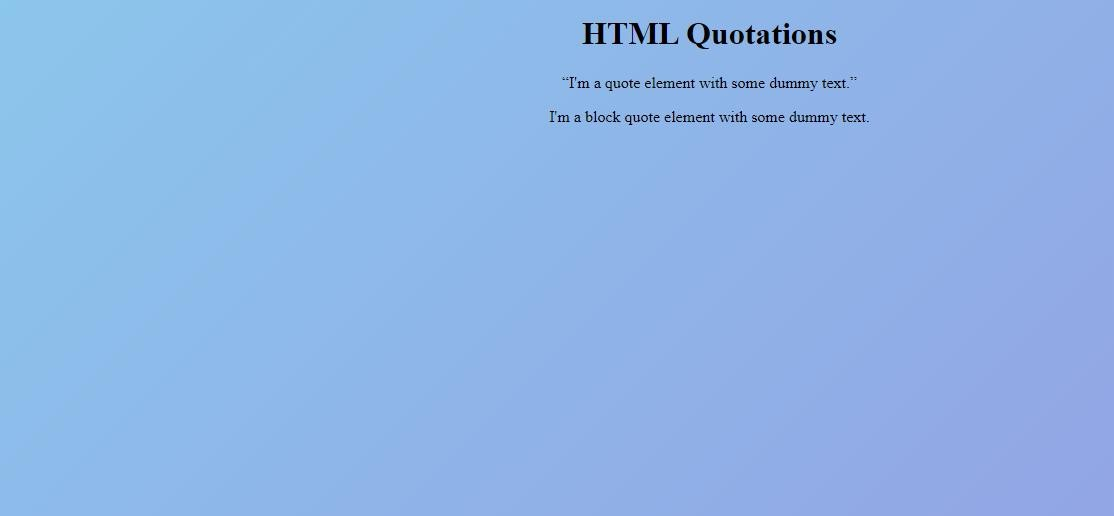 HTML Quotations
“I'm a quote element with some dummy text.”
I'm a block quote element with some dummy text.